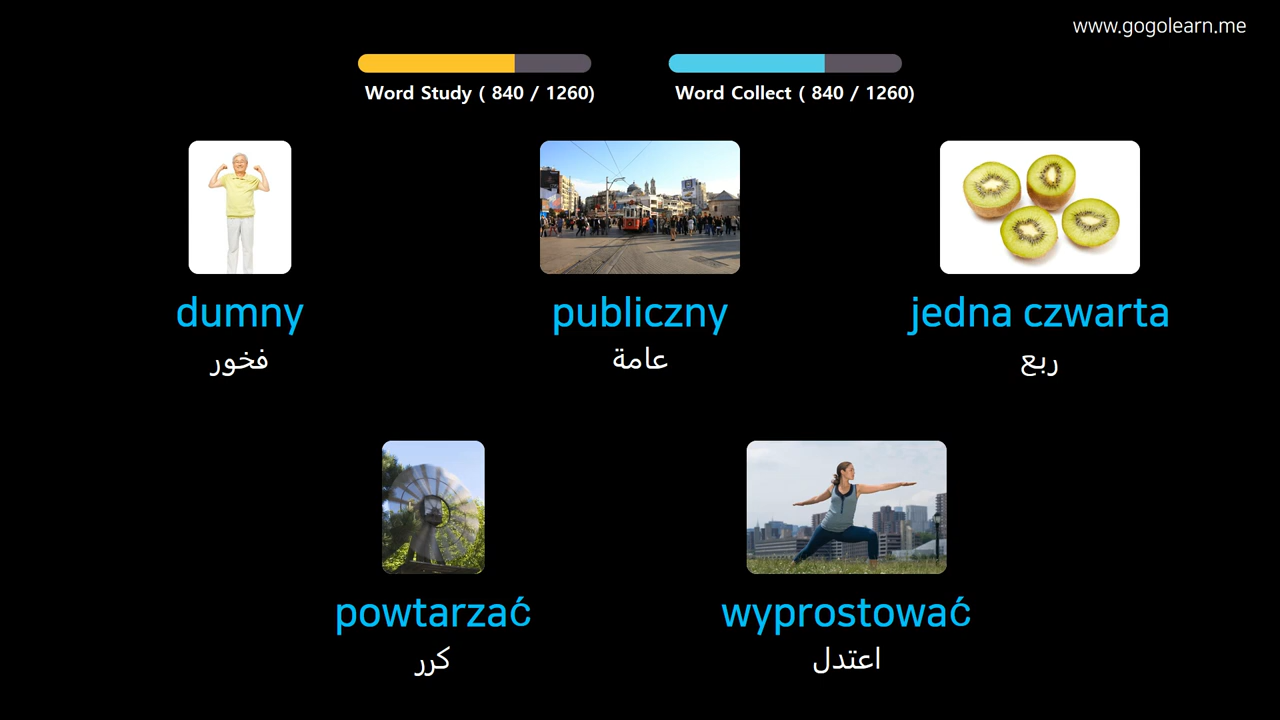 www.gogolearn.me
Word Study ( 840 / 1260)
Word Collect ( 840 / 1260)
dumny
فخور
publiczny
عامة
jedna czwarta
ربع
powtarzać
كرر
wyprostować
اعتدل